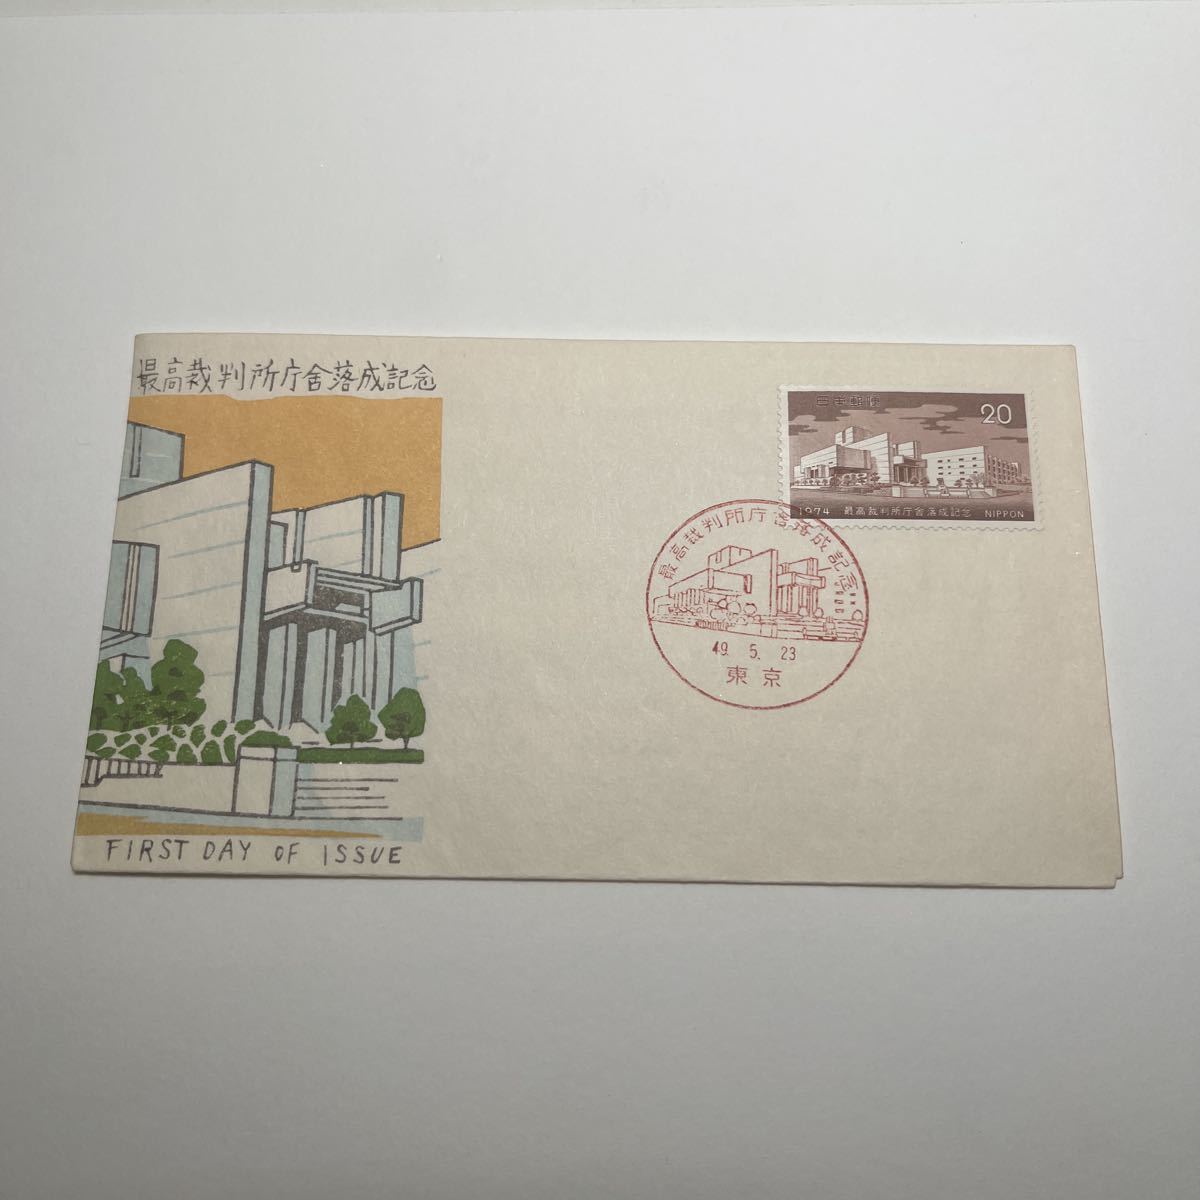 最高裁判所庁舎落成記念
日本郵便
20
1974 最高裁判所庁舎落成記念 NIPPON
最高裁判所庁舎落成記念
49. 5. 23
東京
FIRST DAY OF ISSUE